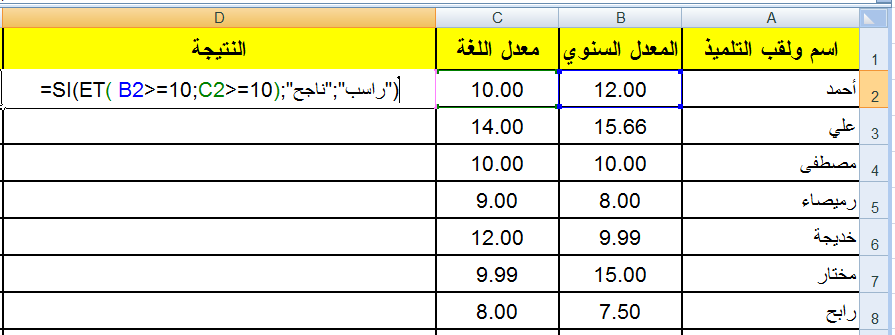 A B C D
1 اسم ولقب التلميذ المعدل السنوي معدل اللغة النتيجة
2 أحمد 12.00 10.00 =SI(ET( B2>=10;C2>=10);"ناجح";"راسب")
3 علي 15.66 14.00
4 مصطفى 10.00 10.00
5 رميصاء 8.00 9.00
6 خديجة 9.99 12.00
7 مختار 15.00 9.99
8 رابح 7.50 8.00